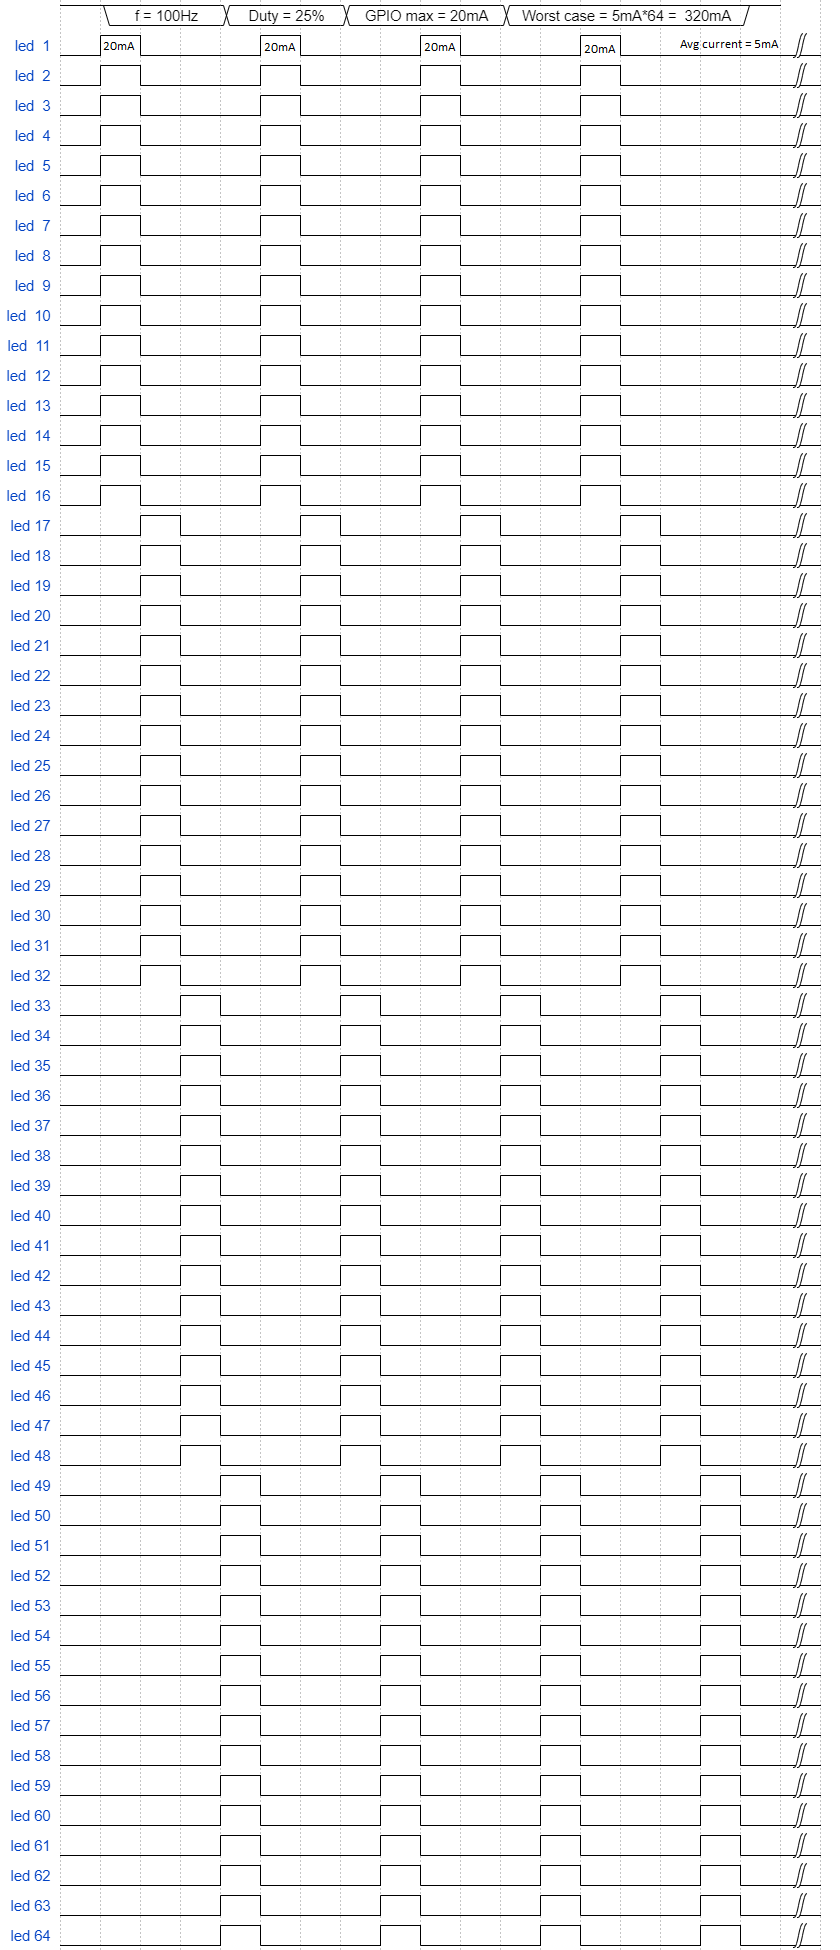 f = 100Hz Duty = 25% GPIO max = 20mA Worst case = 5mA*64 = 320mA
led 1 20mA 20mA 20mA 20mA Avg current = 5mA
led 2
led 3
led 4
led 5
led 6
led 7
led 8
led 9
led 10
led 11
led 12
led 13
led 14
led 15
led 16
led 17
led 18
led 19
led 20
led 21
led 22
led 23
led 24
led 25
led 26
led 27
led 28
led 29
led 30
led 31
led 32
led 33
led 34
led 35
led 36
led 37
led 38
led 39
led 40
led 41
led 42
led 43
led 44
led 45
led 46
led 47
led 48
led 49
led 50
led 51
led 52
led 53
led 54
led 55
led 56
led 57
led 58
led 59
led 60
led 61
led 62
led 63
led 64